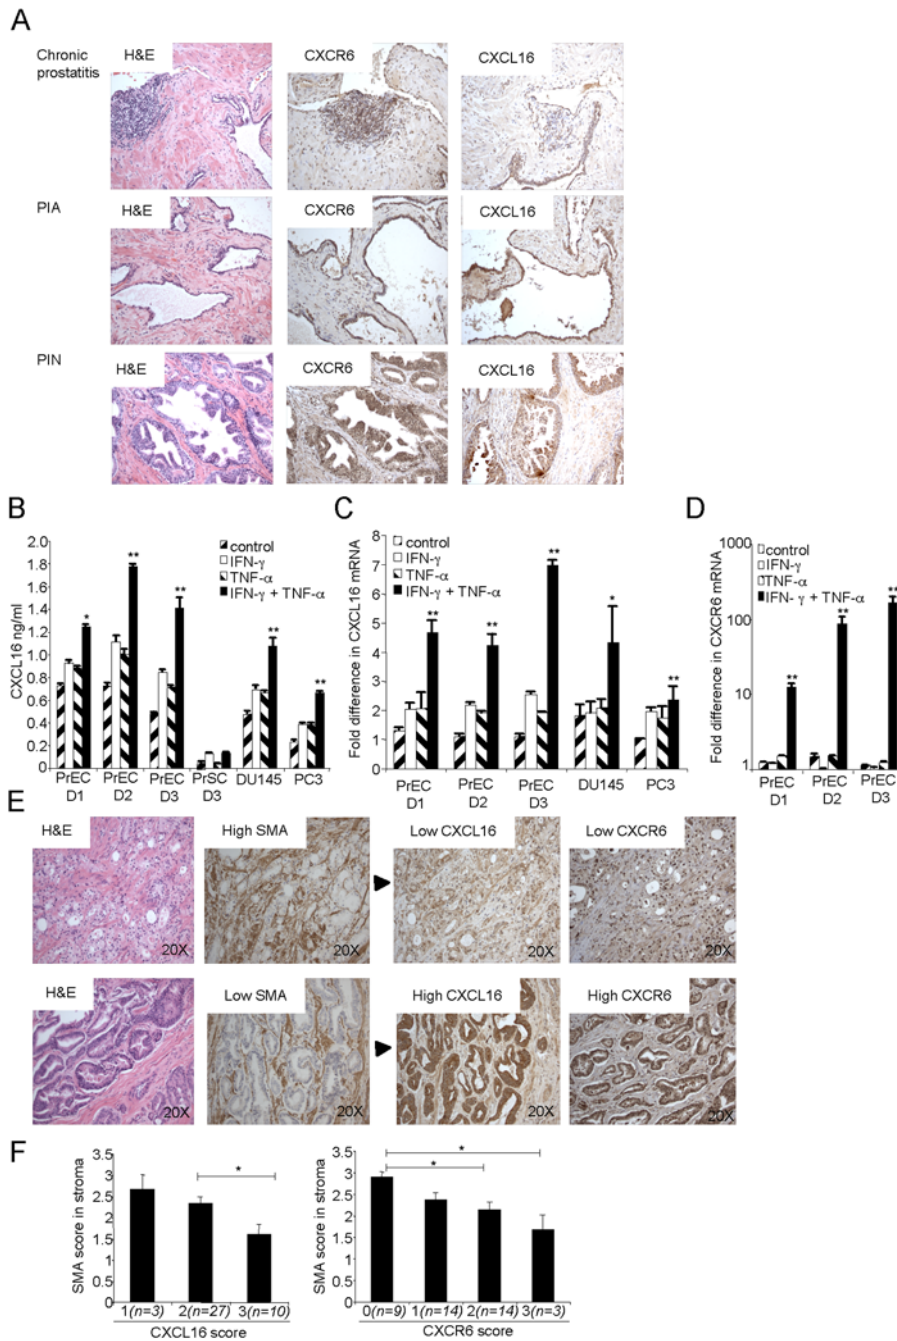 A
Chronic prostatitis
H&E
CXCR6
CXCL16
PIA
H&E
CXCR6
CXCL16
PIN
H&E
CXCR6
CXCL16
B
CXCL16 ng/ml
2.0
1.8
1.6
1.4
1.2
1.0
0.8
0.6
0.4
0.2
0
control
IFN-γ
TNF-α
IFN-γ + TNF-α
*
**
**
**
**
PrEC D1
PrEC D2
PrEC D3
PrSC D3
DU145
PC3
C
Fold difference in CXCL16 mRNA
8
7
6
5
4
3
2
1
0
control
IFN-γ
TNF-α
IFN-γ + TNF-α
**
**
**
*
**
PrEC D1
PrEC D2
PrEC D3
DU145
PC3
D
Fold difference in CXCR6 mRNA
1000
100
10
1
control
IFN-γ
TNF-α
IFN- γ + TNF-α
**
**
**
PrEC D1
PrEC D2
PrEC D3
E
H&E
20X
High SMA
20X
Low CXCL16
20X
Low CXCR6
20X
H&E
20X
Low SMA
20X
High CXCL16
20X
High CXCR6
20X
F
SMA score in stroma
3.5
3
2.5
2
1.5
1
0.5
0
*
1(n=3)
2(n=27)
3(n=10)
CXCL16 score
SMA score in stroma
3.5
3
2.5
2
1.5
1
0.5
0
*
*
0(n=9)
1(n=14)
2(n=14)
3(n=3)
CXCR6 score